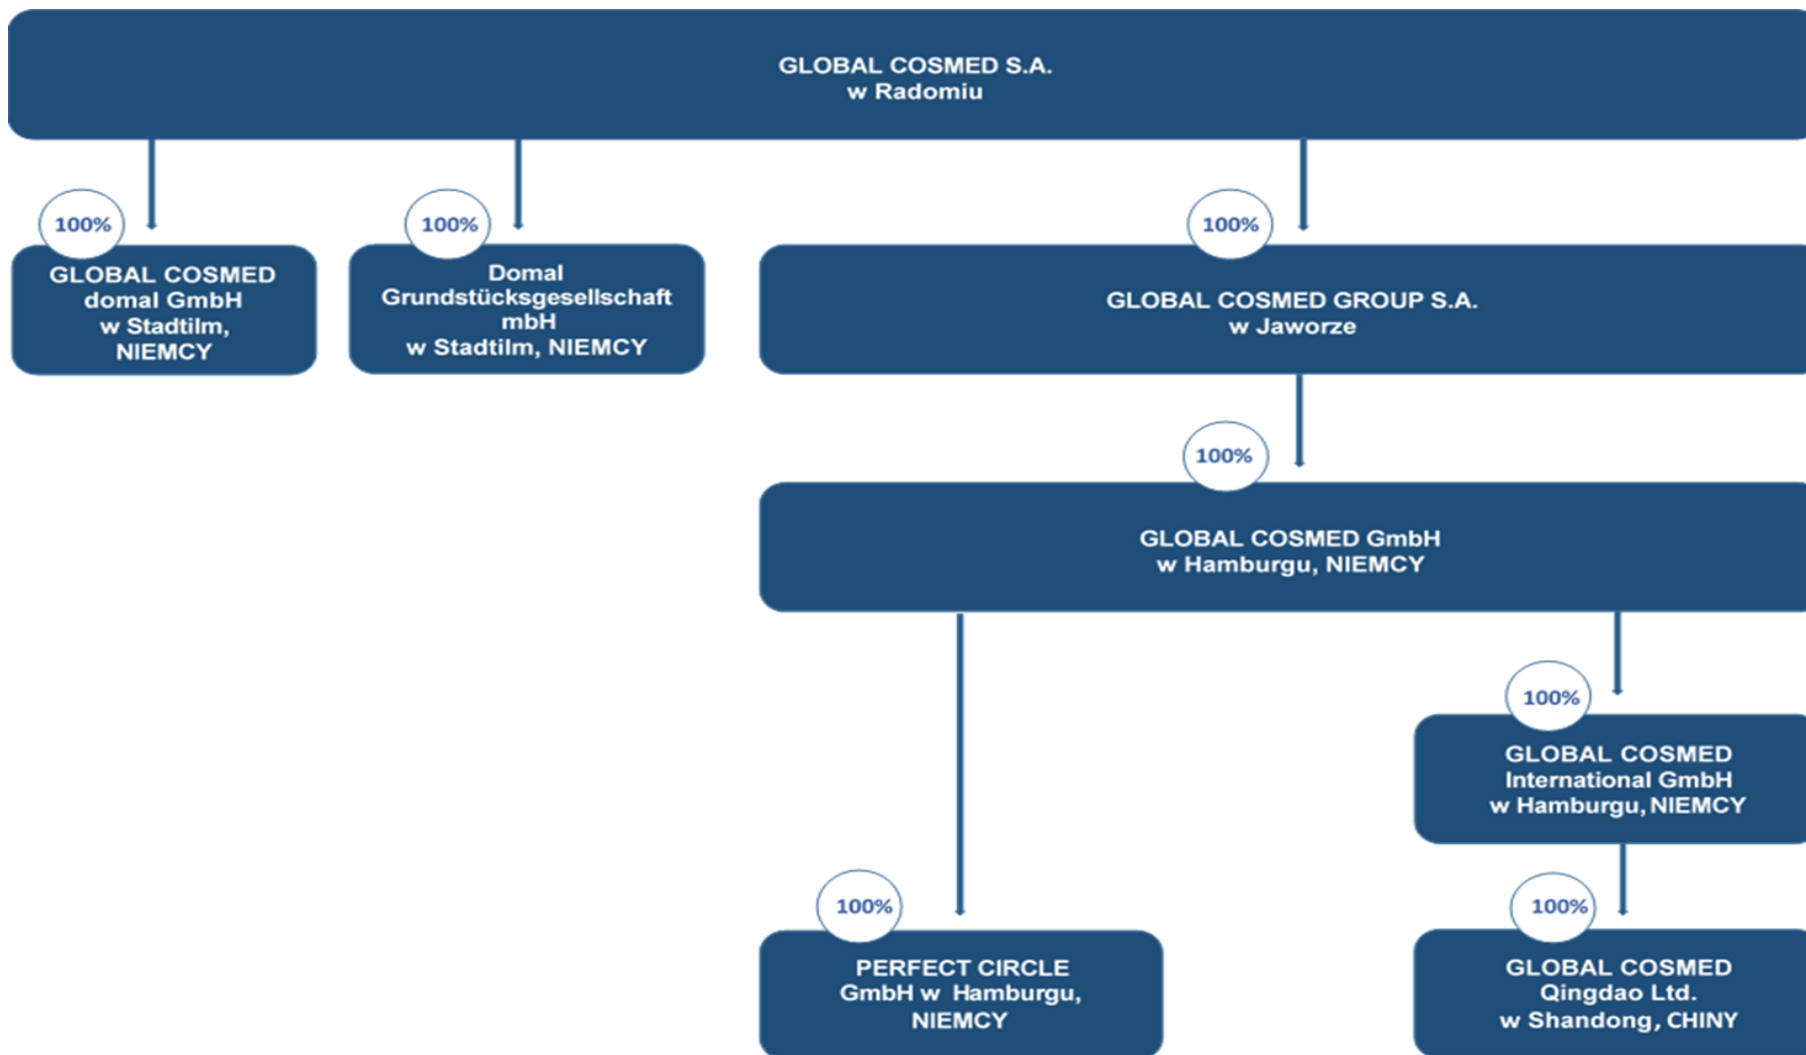 GLOBAL COSMED S.A.
w Radomiu
100%
GLOBAL COSMED
domal GmbH
w Stadtilm,
NIEMCY
100%
Domal
Grundstücksgesellschaft
mbH
w Stadtilm, NIEMCY
100%
GLOBAL COSMED GROUP S.A.
w Jaworze
100%
GLOBAL COSMED GmbH
w Hamburgu, NIEMCY
100%
GLOBAL COSMED
International GmbH
w Hamburgu, NIEMCY
100%
PERFECT CIRCLE
GmbH w Hamburgu,
NIEMCY
100%
GLOBAL COSMED
Qingdao Ltd.
w Shandong, CHINY